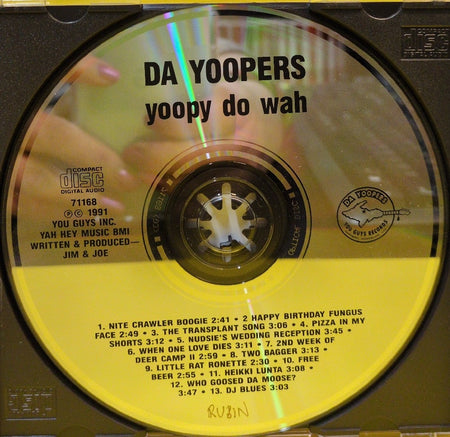 DA YOOPERS
yoopy do wah
COMPACT
disc
DIGITAL AUDIO
71168
℗ © 1991
YOU GUYS INC.
YAH HEY MUSIC BMI
WRITTEN & PRODUCED—
JIM & JOE
DA YOOPERS
YOU GUYS RECORDS
1. NITE CRAWLER BOOGIE 2:41 • 2 HAPPY BIRTHDAY FUNGUS
FACE 2:49 • 3. THE TRANSPLANT SONG 3:06 • 4. PIZZA IN MY
SHORTS 3:12 • 5. NUDSIE'S WEDDING RECEPTION 3:45 •
6. WHEN ONE LOVE DIES 3:11 • 7. 2ND WEEK OF
DEER CAMP II 2:59 • 8. TWO BAGGER 3:13 •
9. LITTLE RAT RONETTE 2:30 • 10. FREE
BEER 2:55 • 11. HEIKKI LUNTA 3:08 •
12. WHO GOOSED DA MOOSE?
3:47 • 13. DJ BLUES 3:03
RUBIN